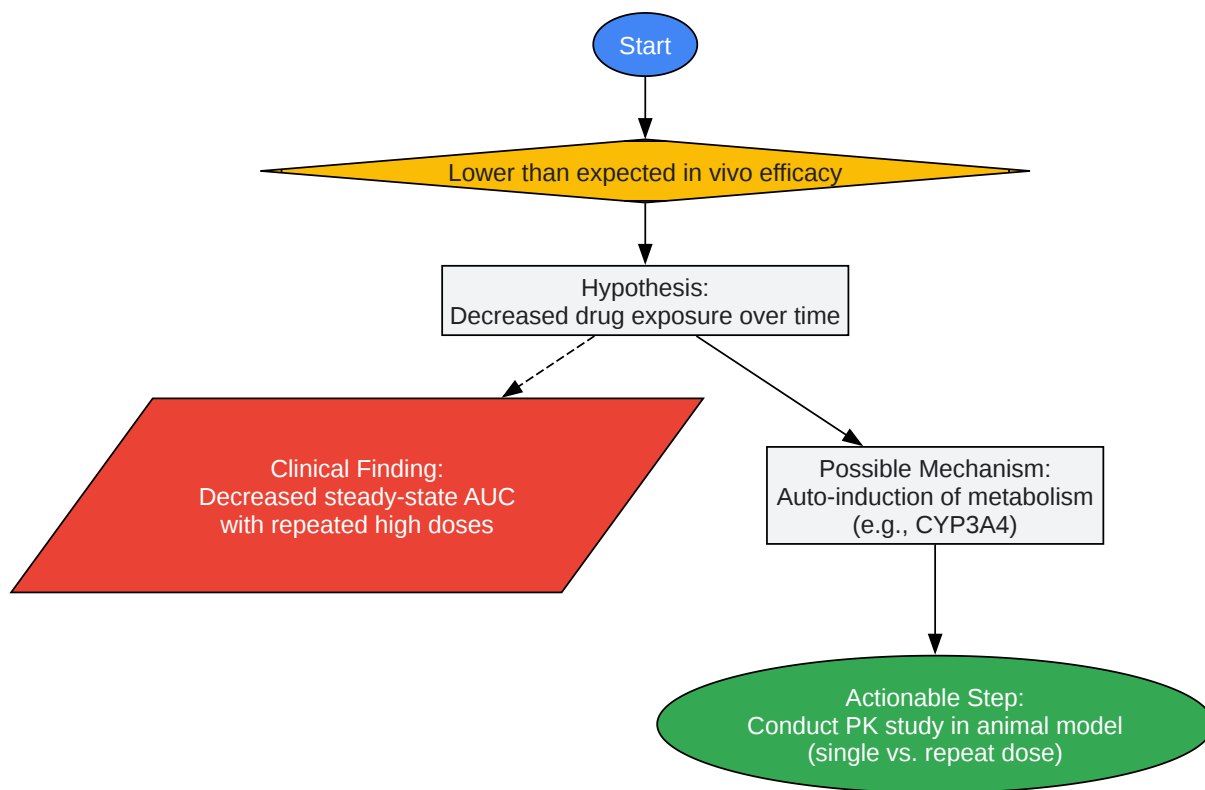 Start
Lower than expected in vivo efficacy
Hypothesis:
Decreased drug exposure over time
Clinical Finding:
Decreased steady-state AUC
with repeated high doses
Possible Mechanism:
Auto-induction of metabolism
(e.g., CYP3A4)
Actionable Step:
Conduct PK study in animal model
(single vs. repeat dose)